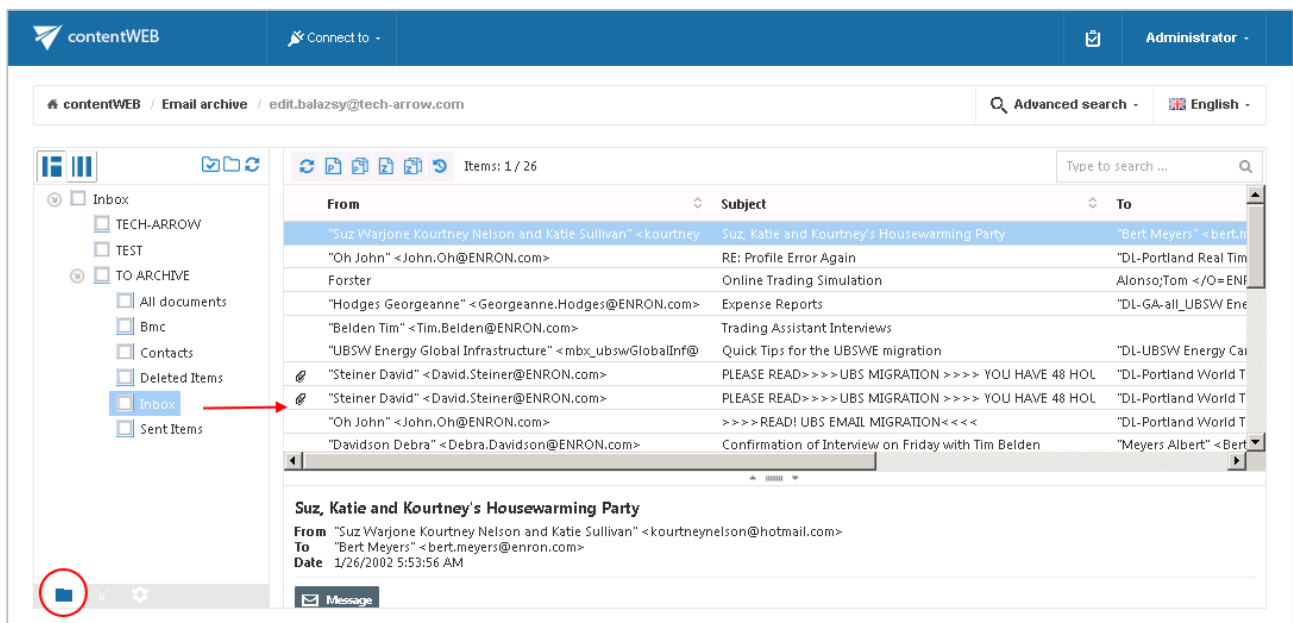 contentWEB Connect to Administrator
contentWEB / Email archive / edit.balazsy@tech-arrow.com Advanced search English
Items: 1 / 26 Type to search ...
Inbox
TECH-ARROW
TEST
TO ARCHIVE
All documents
Bmc
Contacts
Deleted Items
Inbox
Sent Items
From Subject To
"Suz Warjone Kourtney Nelson and Katie Sullivan" <kourtney Suz, Katie and Kourtney's Housewarming Party "Bert Meyers" <bert.m
"Oh John" <John.Oh@ENRON.com> RE: Profile Error Again "DL-Portland Real Tim
Forster Online Trading Simulation Alonso;Tom </O=ENR
"Hodges Georgeanne" <Georgeanne.Hodges@ENRON.com> Expense Reports "DL-GA-all_UBSW Ene
"Belden Tim" <Tim.Belden@ENRON.com> Trading Assistant Interviews
"UBSW Energy Global Infrastructure" <mbx_ubswGlobalInf@ Quick Tips for the UBSWE migration "DL-UBSW Energy Cai
"Steiner David" <David.Steiner@ENRON.com> PLEASE READ>>>>UBS MIGRATION >>>> YOU HAVE 48 HOU "DL-Portland World T
"Steiner David" <David.Steiner@ENRON.com> PLEASE READ>>>>UBS MIGRATION >>>> YOU HAVE 48 HOU "DL-Portland World T
"Oh John" <John.Oh@ENRON.com> >>>>READ! UBS EMAIL MIGRATION<<<< "DL-Portland World T
"Davidson Debra" <Debra.Davidson@ENRON.com> Confirmation of Interview on Friday with Tim Belden "Meyers Albert" <Bert
Suz, Katie and Kourtney's Housewarming Party
From "Suz Warjone Kourtney Nelson and Katie Sullivan" <kourtneynelson@hotmail.com>
To "Bert Meyers" <bert.meyers@enron.com>
Date 1/26/2002 5:53:56 AM
Message